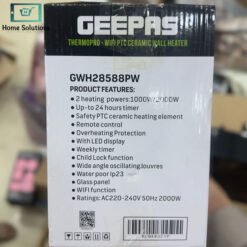 Home Solutions
GEEPAS
THERMOPRO - WIFI PTC CERAMIC WALL HEATER
GWH28588PW
PRODUCT FEATURES:
• 2 heating powers:1000W/2000W
• Up-to 24 hours timer
• Safety PTC ceramic heating element
• Remote control
• Overheating Protection
• With LED display
• Weekly timer
• Child Lock function
• Wide angle oscillating,louvres
• Water poor Ip23
• Glass panel
• WIFI function
• Ratings: AC220-240V 50Hz 2000W